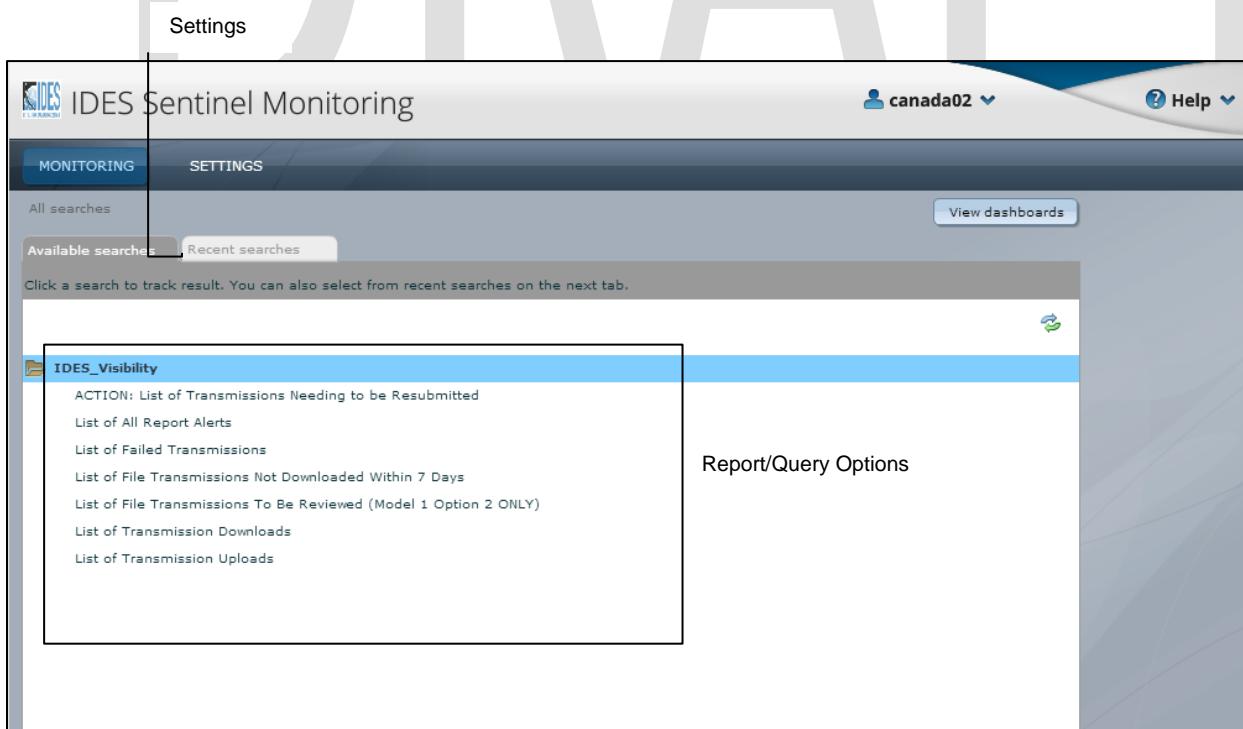 Settings
IDES
IDES Sentinel Monitoring
canada02
Help
MONITORING
SETTINGS
All searches
View dashboards
Available searches
Recent searches
Click a search to track result. You can also select from recent searches on the next tab.
IDES_Visibility
ACTION: List of Transmissions Needing to be Resubmitted
List of All Report Alerts
List of Failed Transmissions
List of File Transmissions Not Downloaded Within 7 Days
List of File Transmissions To Be Reviewed (Model 1 Option 2 ONLY)
List of Transmission Downloads
List of Transmission Uploads
Report/Query Options